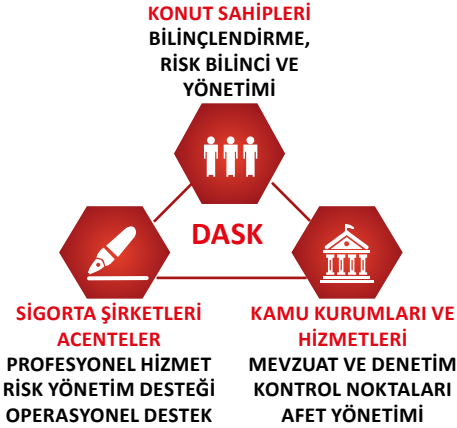 KONUT SAHİPLERİ
BİLİNÇLENDİRME,
RİSK BİLİNCİ VE
YÖNETİMİ
DASK
SİGORTA ŞİRKETLERİ
ACENTELER
PROFESYONEL HİZMET
RİSK YÖNETİM DESTEĞİ
OPERASYONEL DESTEK
KAMU KURUMLARI VE
HİZMETLERİ
MEVZUAT VE DENETİM
KONTROL NOKTALARI
AFET YÖNETİMİ